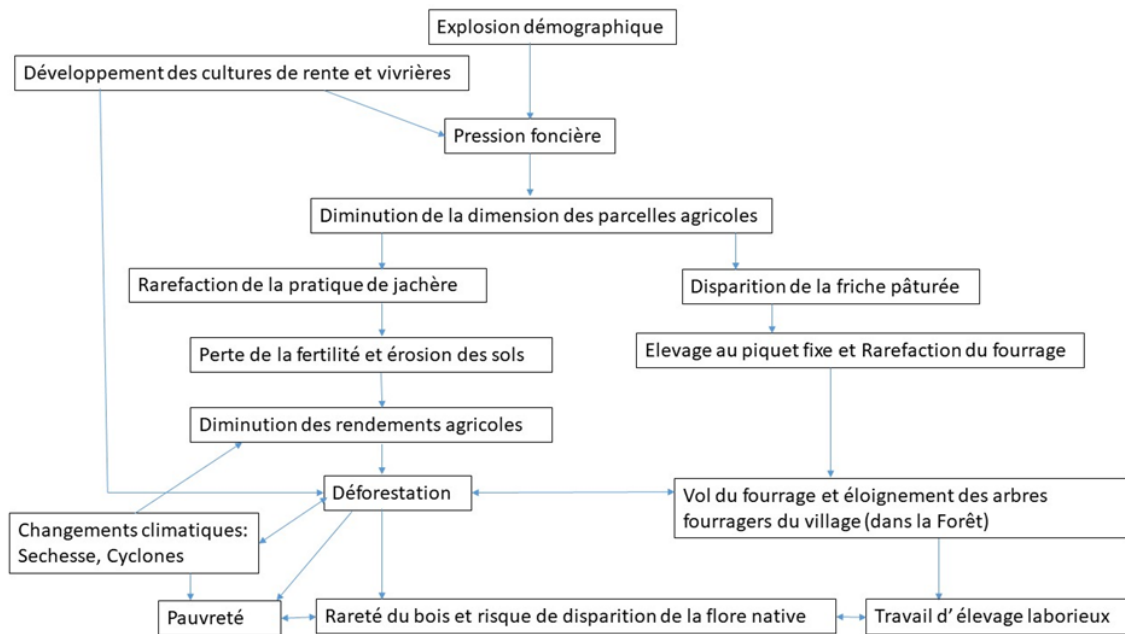 Explosion démographique
Développement des cultures de rente et vivrières
Pression foncière
Diminution de la dimension des parcelles agricoles
Rarefaction de la pratique de jachère
Disparition de la friche pâturée
Perte de la fertilité et érosion des sols
Elevage au piquet fixe et Rarefaction du fourrage
Diminution des rendements agricoles
Déforestation
Vol du fourrage et éloignement des arbres
fourragers du village (dans la Forêt)
Changements climatiques:
Sechesse, Cyclones
Pauvreté
Rareté du bois et risque de disparition de la flore native
Travail d' élevage laborieux